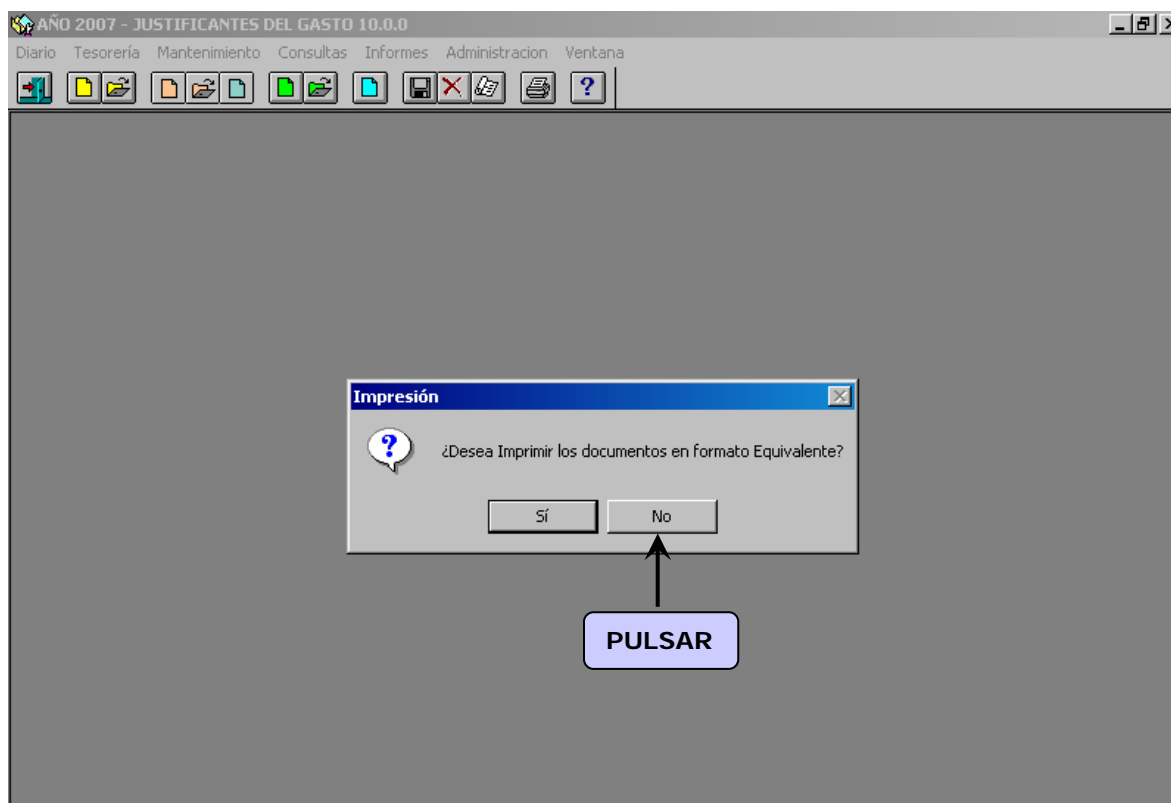 AÑO 2007 - JUSTIFICANTES DEL GASTO 10.0.0
Diario Tesorería Mantenimiento Consultas Informes Administracion Ventana
Impresión
¿Desea Imprimir los documentos en formato Equivalente?
Sí No
PULSAR